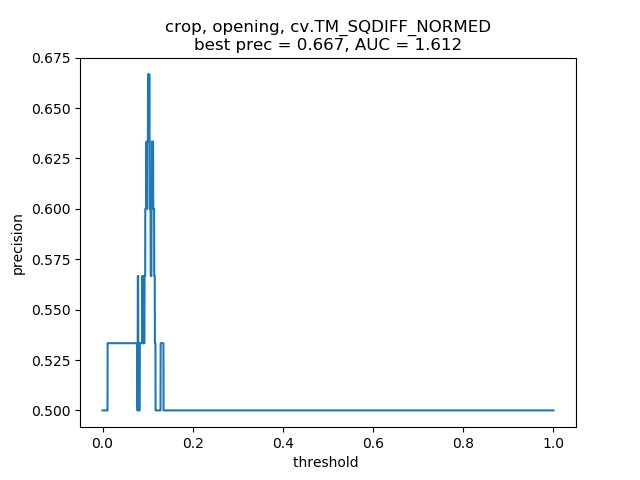 crop, opening, cv.TM_SQDIFF_NORMED
best prec = 0.667, AUC = 1.612
0.675
0.650
0.625
0.600
0.575
0.550
0.525
0.500
precision
0.0 0.2 0.4 0.6 0.8 1.0
threshold